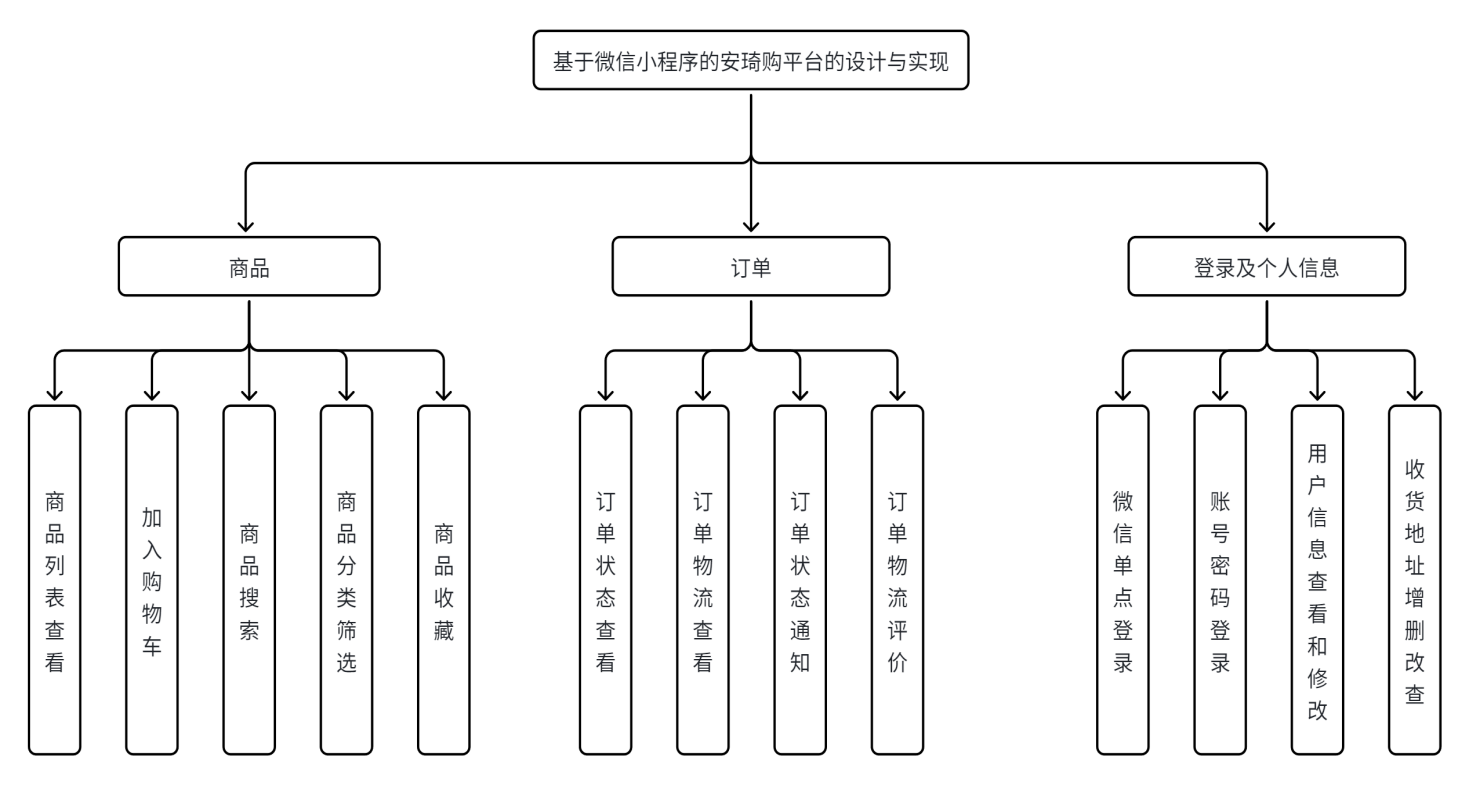 基于微信小程序的安琦购平台的设计与实现
商品
订单
登录及个人信息
商品列表查看
加入购物车
商品搜索
商品分类筛选
商品收藏
订单状态查看
订单物流查看
订单状态通知
订单物流评价
微信单点登录
账号密码登录
用户信息查看和修改
收货地址增删改查